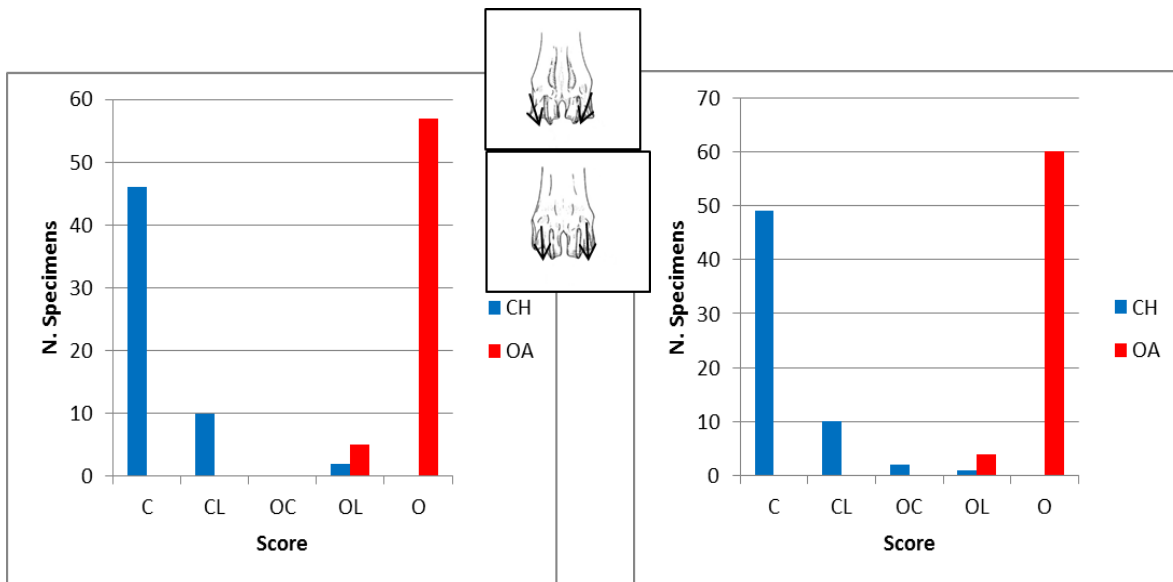 60
50
40
30
20
10
0
N. Specimens
C CL OC OL O
Score
CH
OA
70
60
50
40
30
20
10
0
N. Specimens
C CL OC OL O
Score
CH
OA